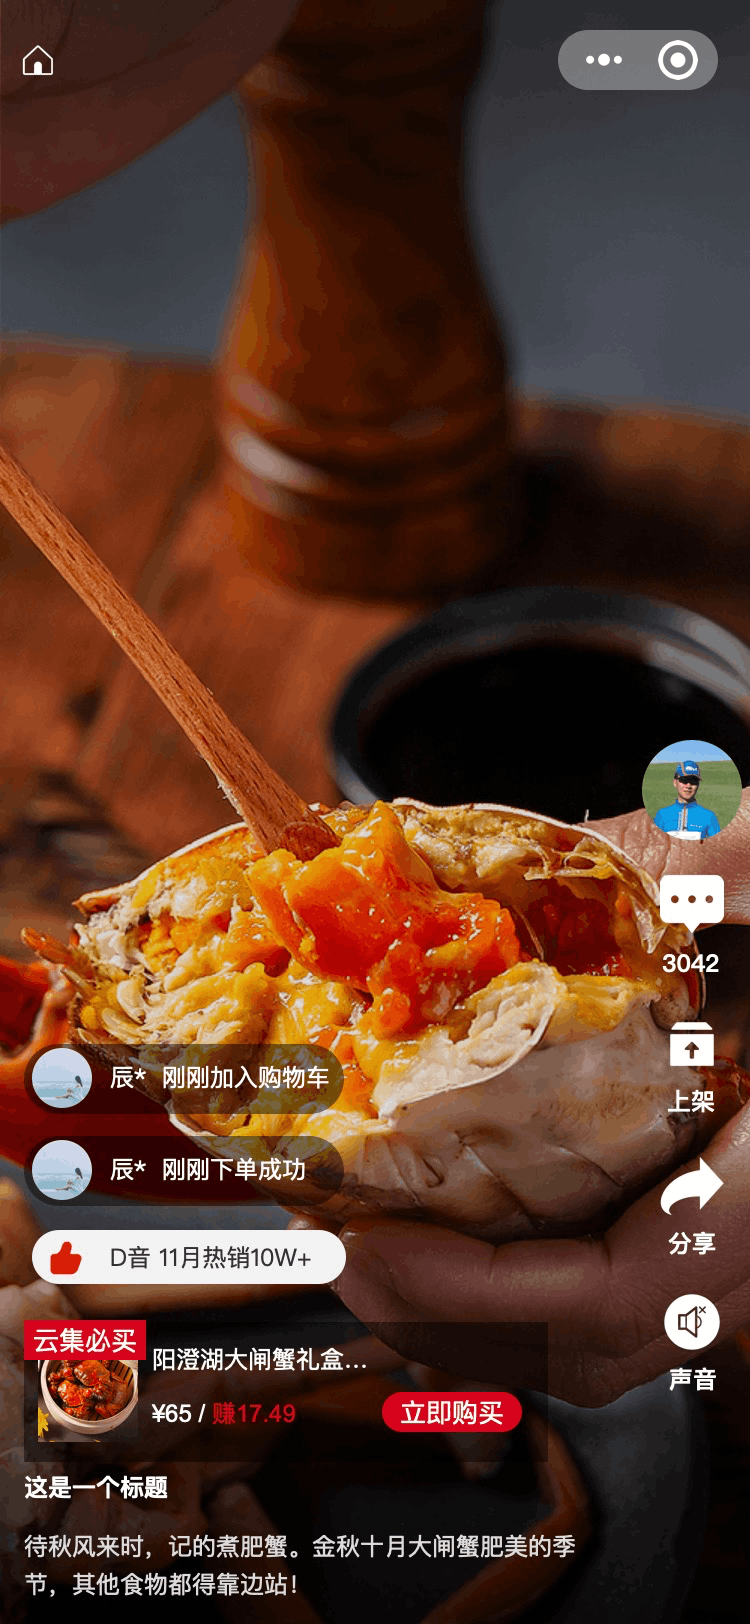 3042
辰* 刚刚加入购物车
上架
辰* 刚刚下单成功
分享
D音 11月热销10W+
云集必买
阳澄湖大闸蟹礼盒...
¥65 / 赚17.49
立即购买
声音
这是一个标题
待秋风来时，记的煮肥蟹。金秋十月大闸蟹肥美的季
节，其他食物都得靠边站！